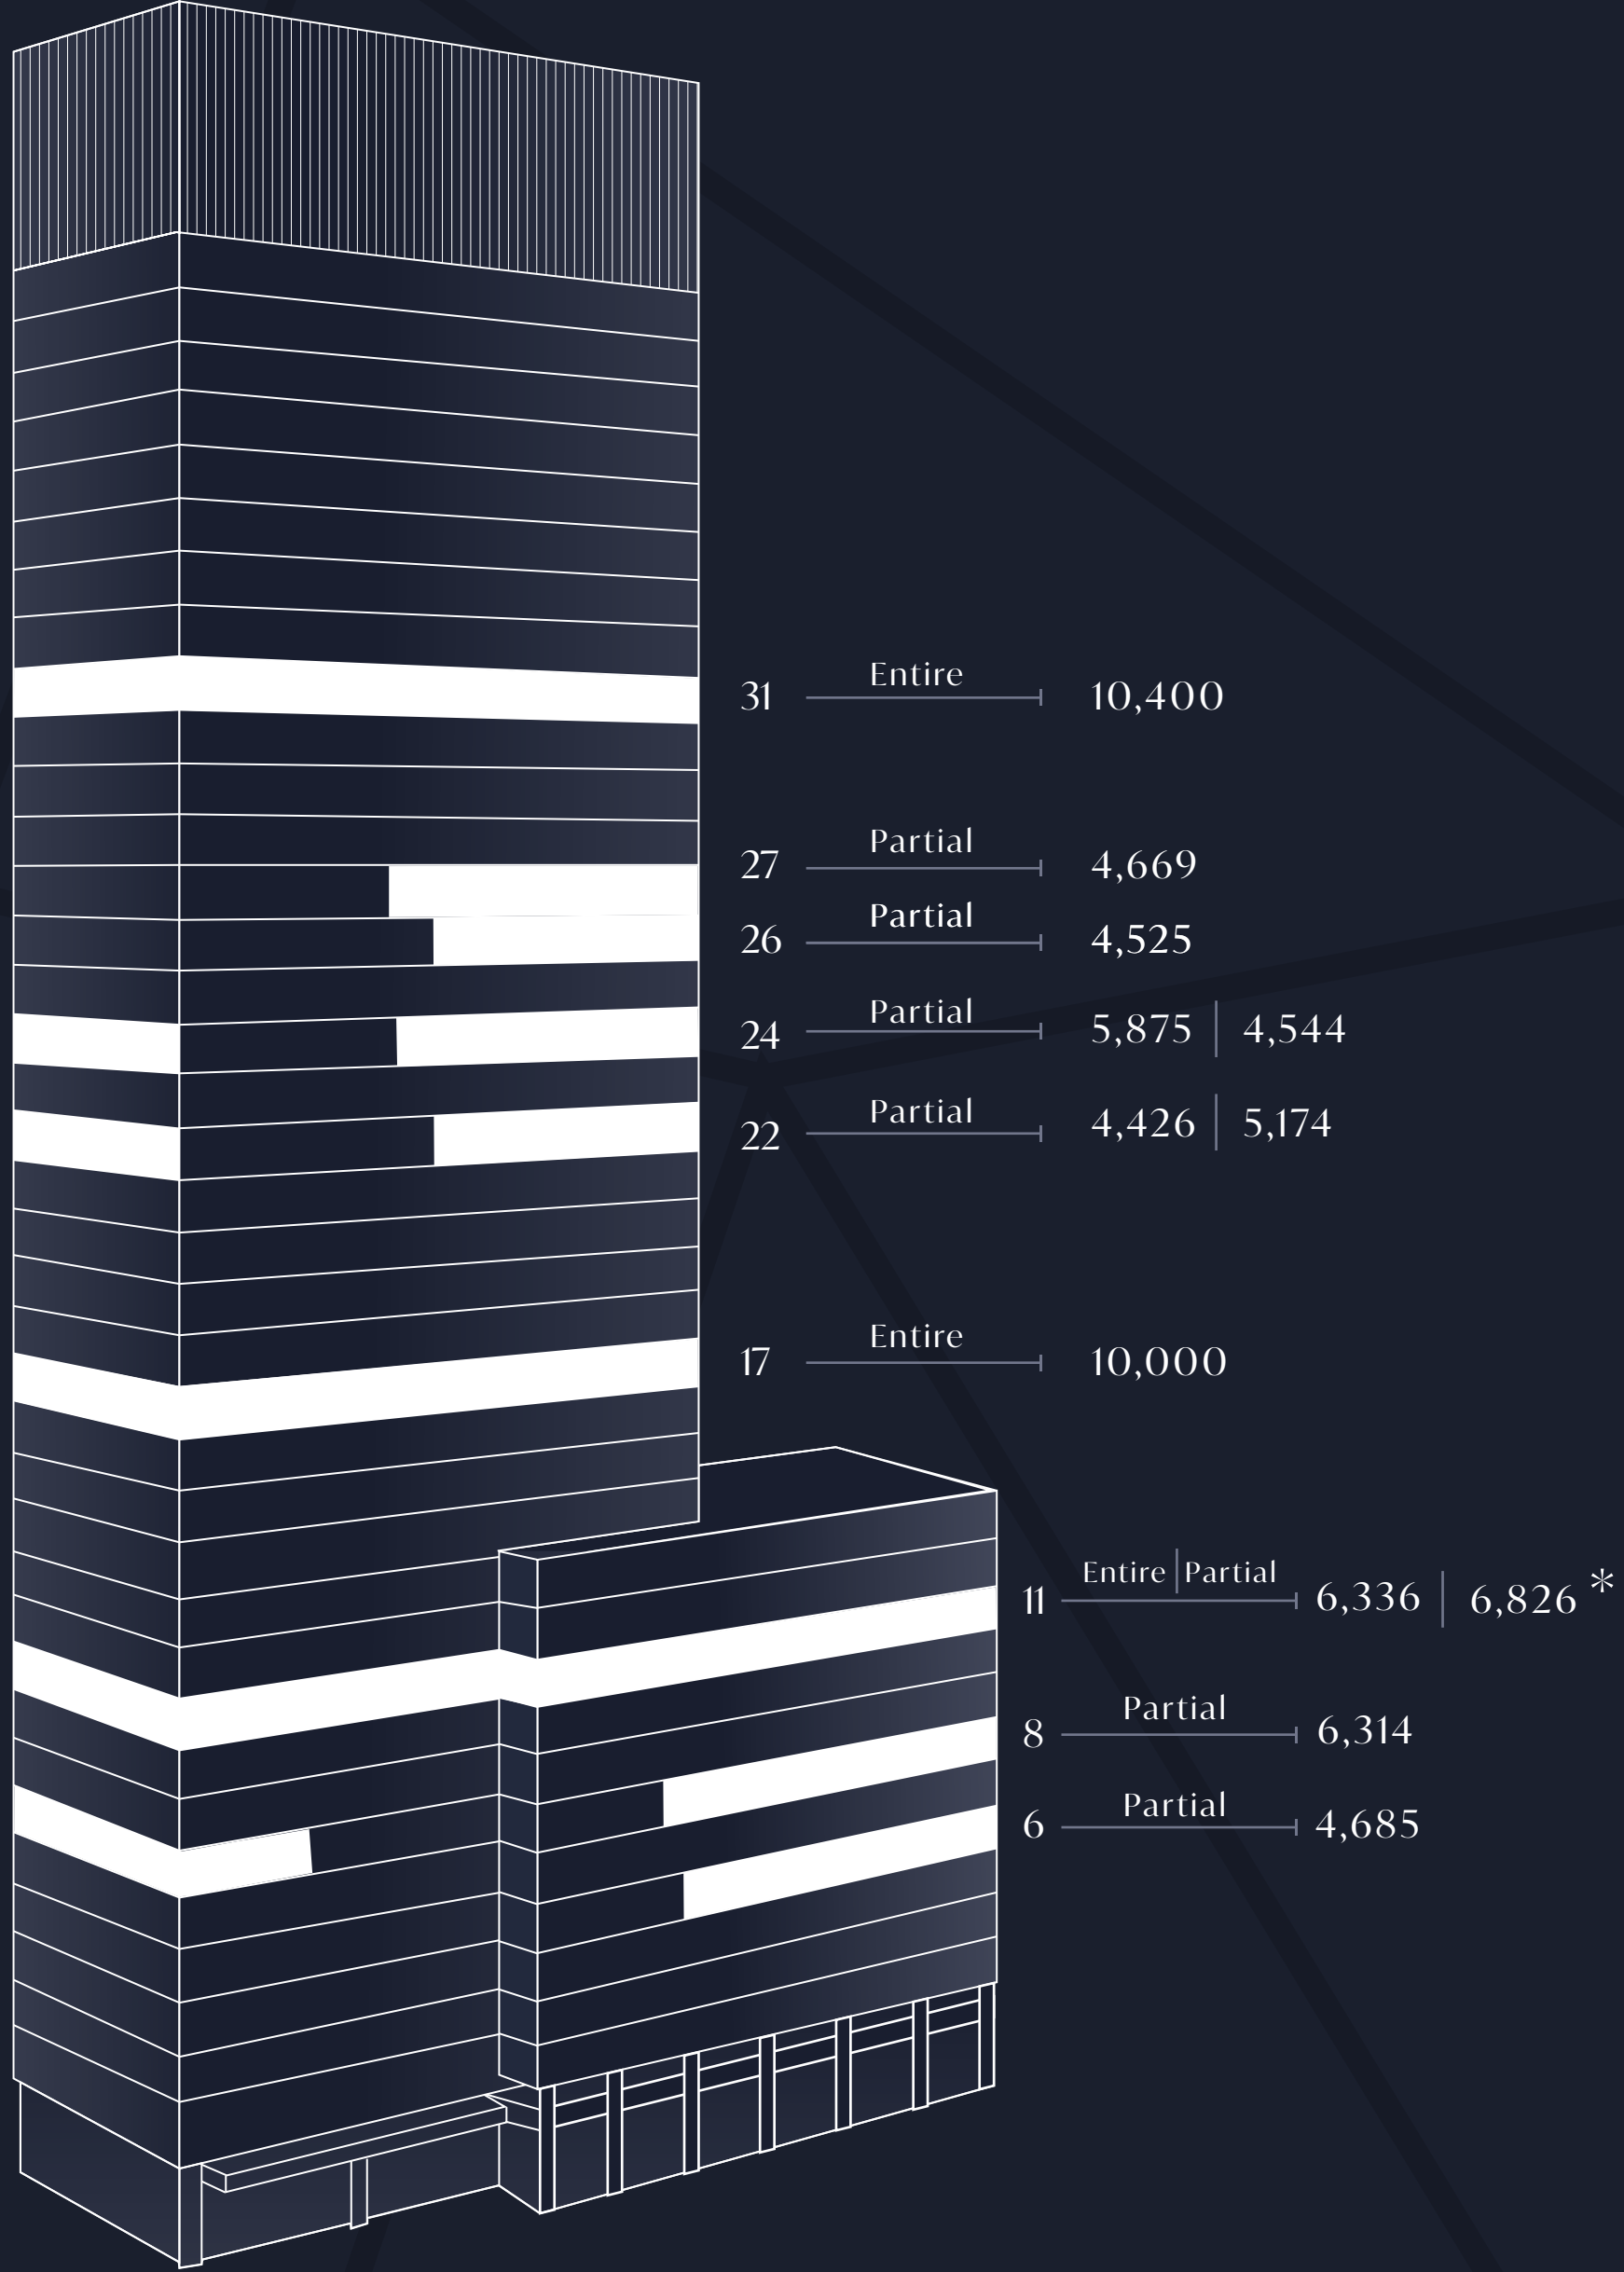 31 Entire 10,400
27 Partial 4,669
26 Partial 4,525
24 Partial 5,875 | 4,544
22 Partial 4,426 | 5,174
17 Entire 10,000
11 Entire | Partial 6,336 | 6,826 *
8 Partial 6,314
6 Partial 4,685